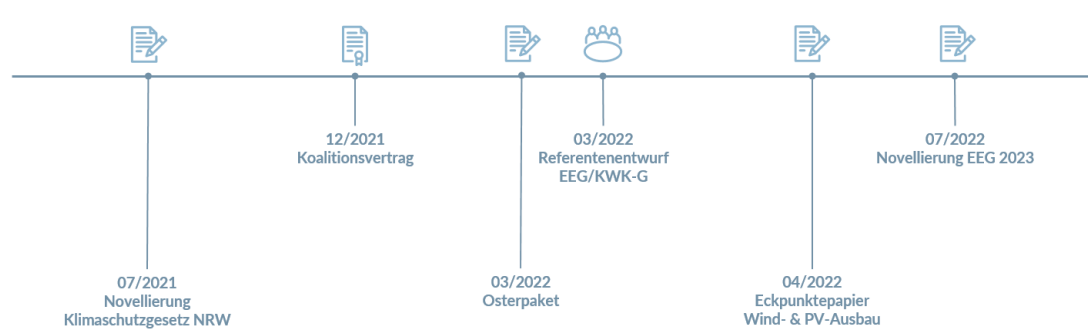 07/2021
Novellierung
Klimaschutzgesetz NRW
12/2021
Koalitionsvertrag
03/2022
Osterpaket
03/2022
Referentenentwurf
EEG/KWK-G
04/2022
Eckpunktepapier
Wind- & PV-Ausbau
07/2022
Novellierung EEG 2023